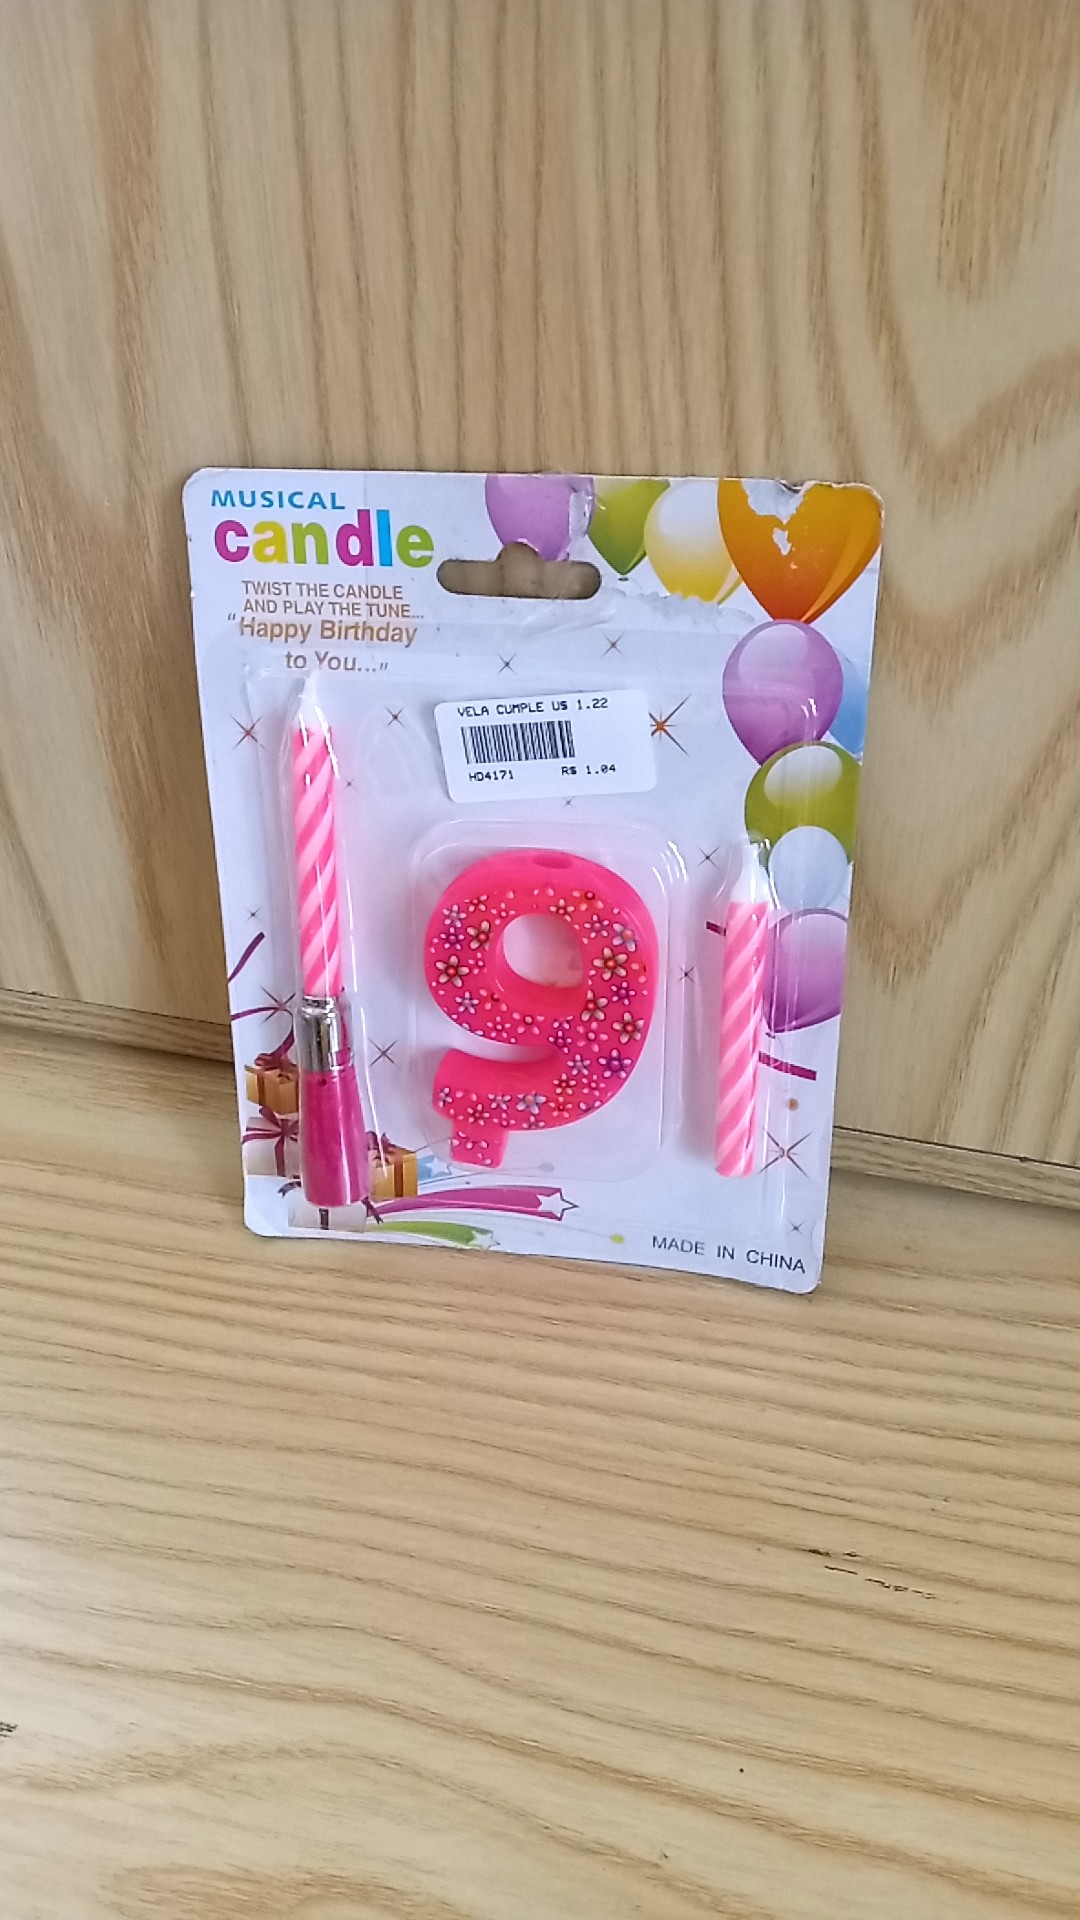 MUSICAL
candle
TWIST THE CANDLE
AND PLAY THE TUNE...
"Happy Birthday
to You..."
VELA CUMPLE U$ 1.22
HD4171 R$ 1.04
9
MADE IN CHINA